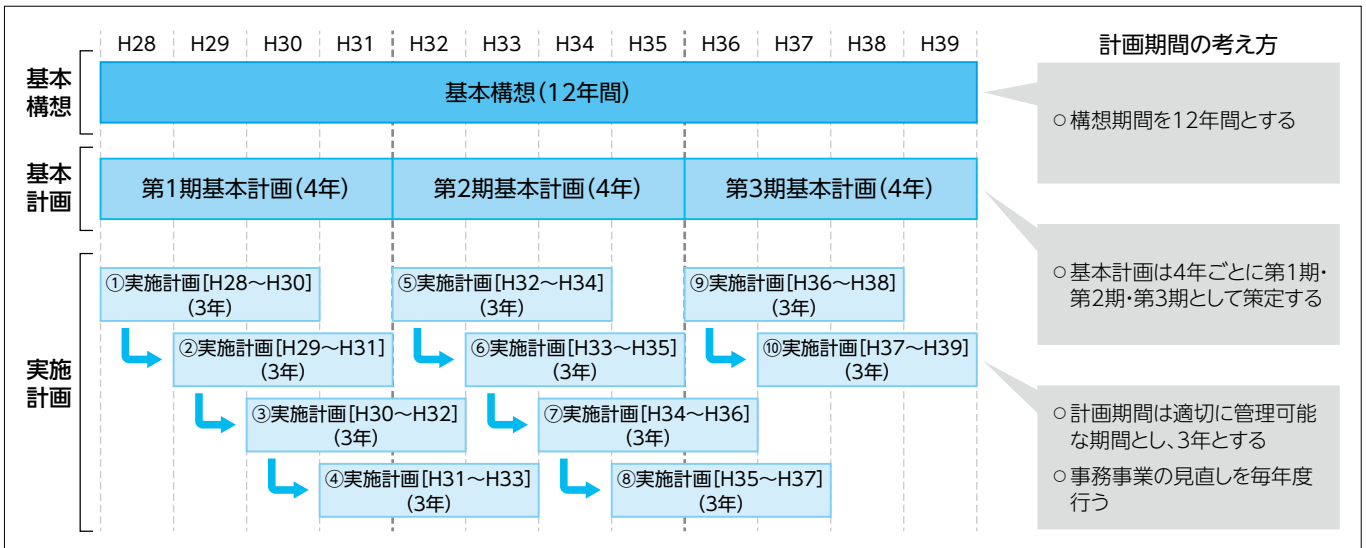 H28 H29 H30 H31 H32 H33 H34 H35 H36 H37 H38 H39
計画期間の考え方
基本
構想
基本構想(12年間)
○構想期間を12年間とする
基本
計画
第1期基本計画(4年)
第2期基本計画(4年)
第3期基本計画(4年)
○基本計画は4年ごとに第1期・
第2期・第3期として策定する
実施
計画
①実施計画[H28〜H30]
(3年)
②実施計画[H29〜H31]
(3年)
③実施計画[H30〜H32]
(3年)
④実施計画[H31〜H33]
(3年)
⑤実施計画[H32〜H34]
(3年)
⑥実施計画[H33〜H35]
(3年)
⑦実施計画[H34〜H36]
(3年)
⑧実施計画[H35〜H37]
(3年)
⑨実施計画[H36〜H38]
(3年)
⑩実施計画[H37〜H39]
(3年)
○計画期間は適切に管理可能
な期間とし、3年とする
○事務事業の見直しを毎年度
行う